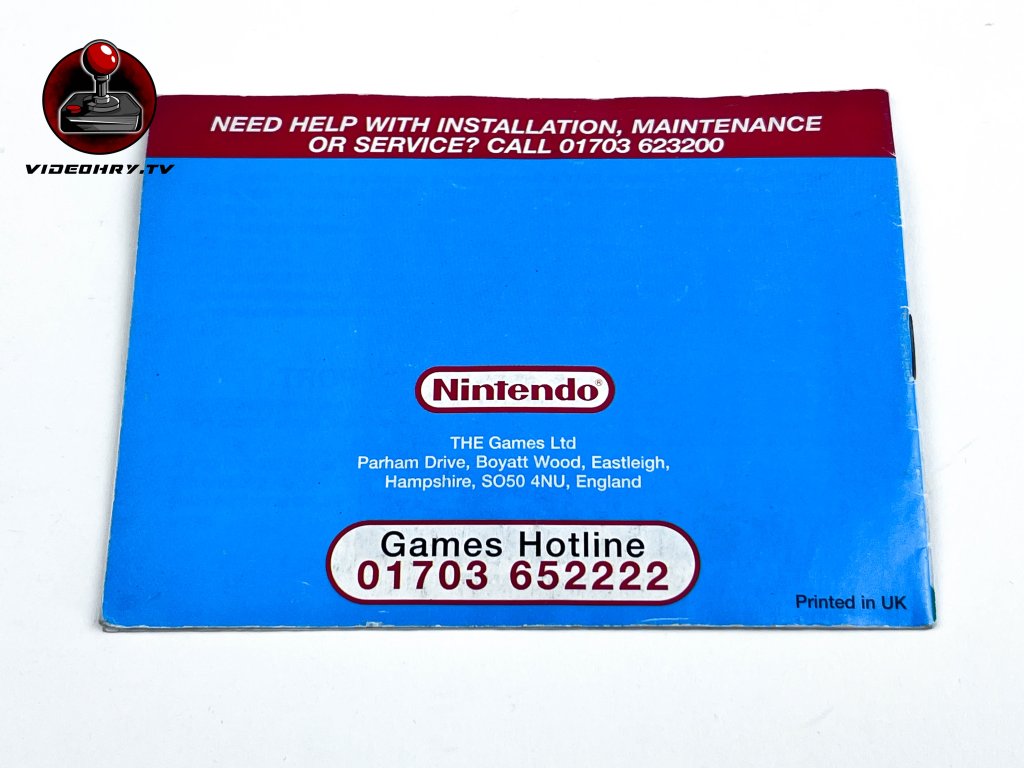 VIDEOHRY.TV
NEED HELP WITH INSTALLATION, MAINTENANCE
OR SERVICE? CALL 01703 623200
Nintendo®
THE Games Ltd
Parham Drive, Boyatt Wood, Eastleigh,
Hampshire, SO50 4NU, England
Games Hotline
01703 652222
Printed in UK